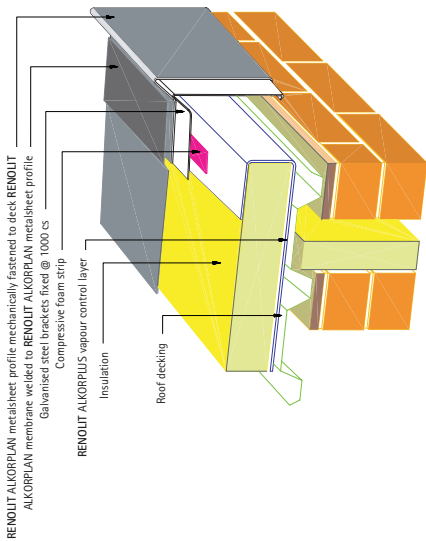 RENOLIT ALKORPLAN metalsheet profile mechanically fastened to deck RENOLIT
ALKORPLAN membrane welded to RENOLIT ALKORPLAN metalsheet profile
Galvanised steel brackets fixed @ 1000 cs
Compressive foam strip
RENOLIT ALKORPLUS vapour control layer
Insulation
Roof decking